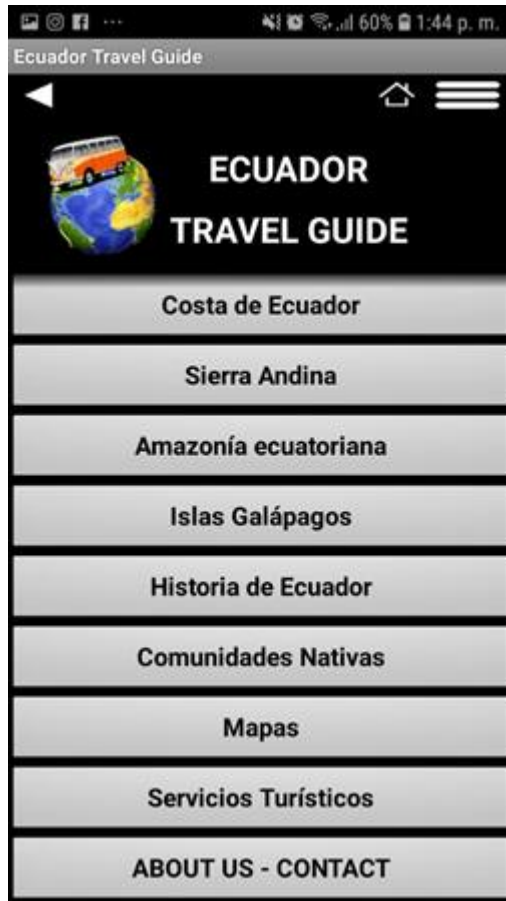 60% 1:44 p. m.
Ecuador Travel Guide
ECUADOR
TRAVEL GUIDE
Costa de Ecuador
Sierra Andina
Amazonía ecuatoriana
Islas Galápagos
Historia de Ecuador
Comunidades Nativas
Mapas
Servicios Turísticos
ABOUT US - CONTACT